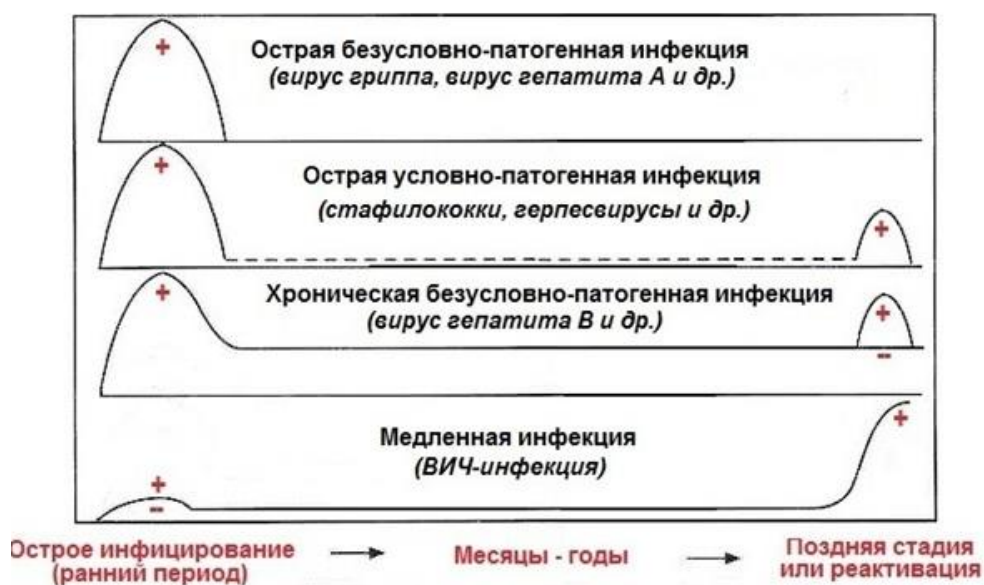 +
Острая безусловно-патогенная инфекция
(вирус гриппа, вирус гепатита А и др.)
+
Острая условно-патогенная инфекция
(стафилококки, герпесвирусы и др.)
+
+
Хроническая безусловно-патогенная инфекция
(вирус гепатита В и др.)
+
--
Медленная инфекция
(ВИЧ-инфекция)
+
+
--
Острое инфицирование
(ранний период)
Месяцы - годы
Поздняя стадия
или реактивация